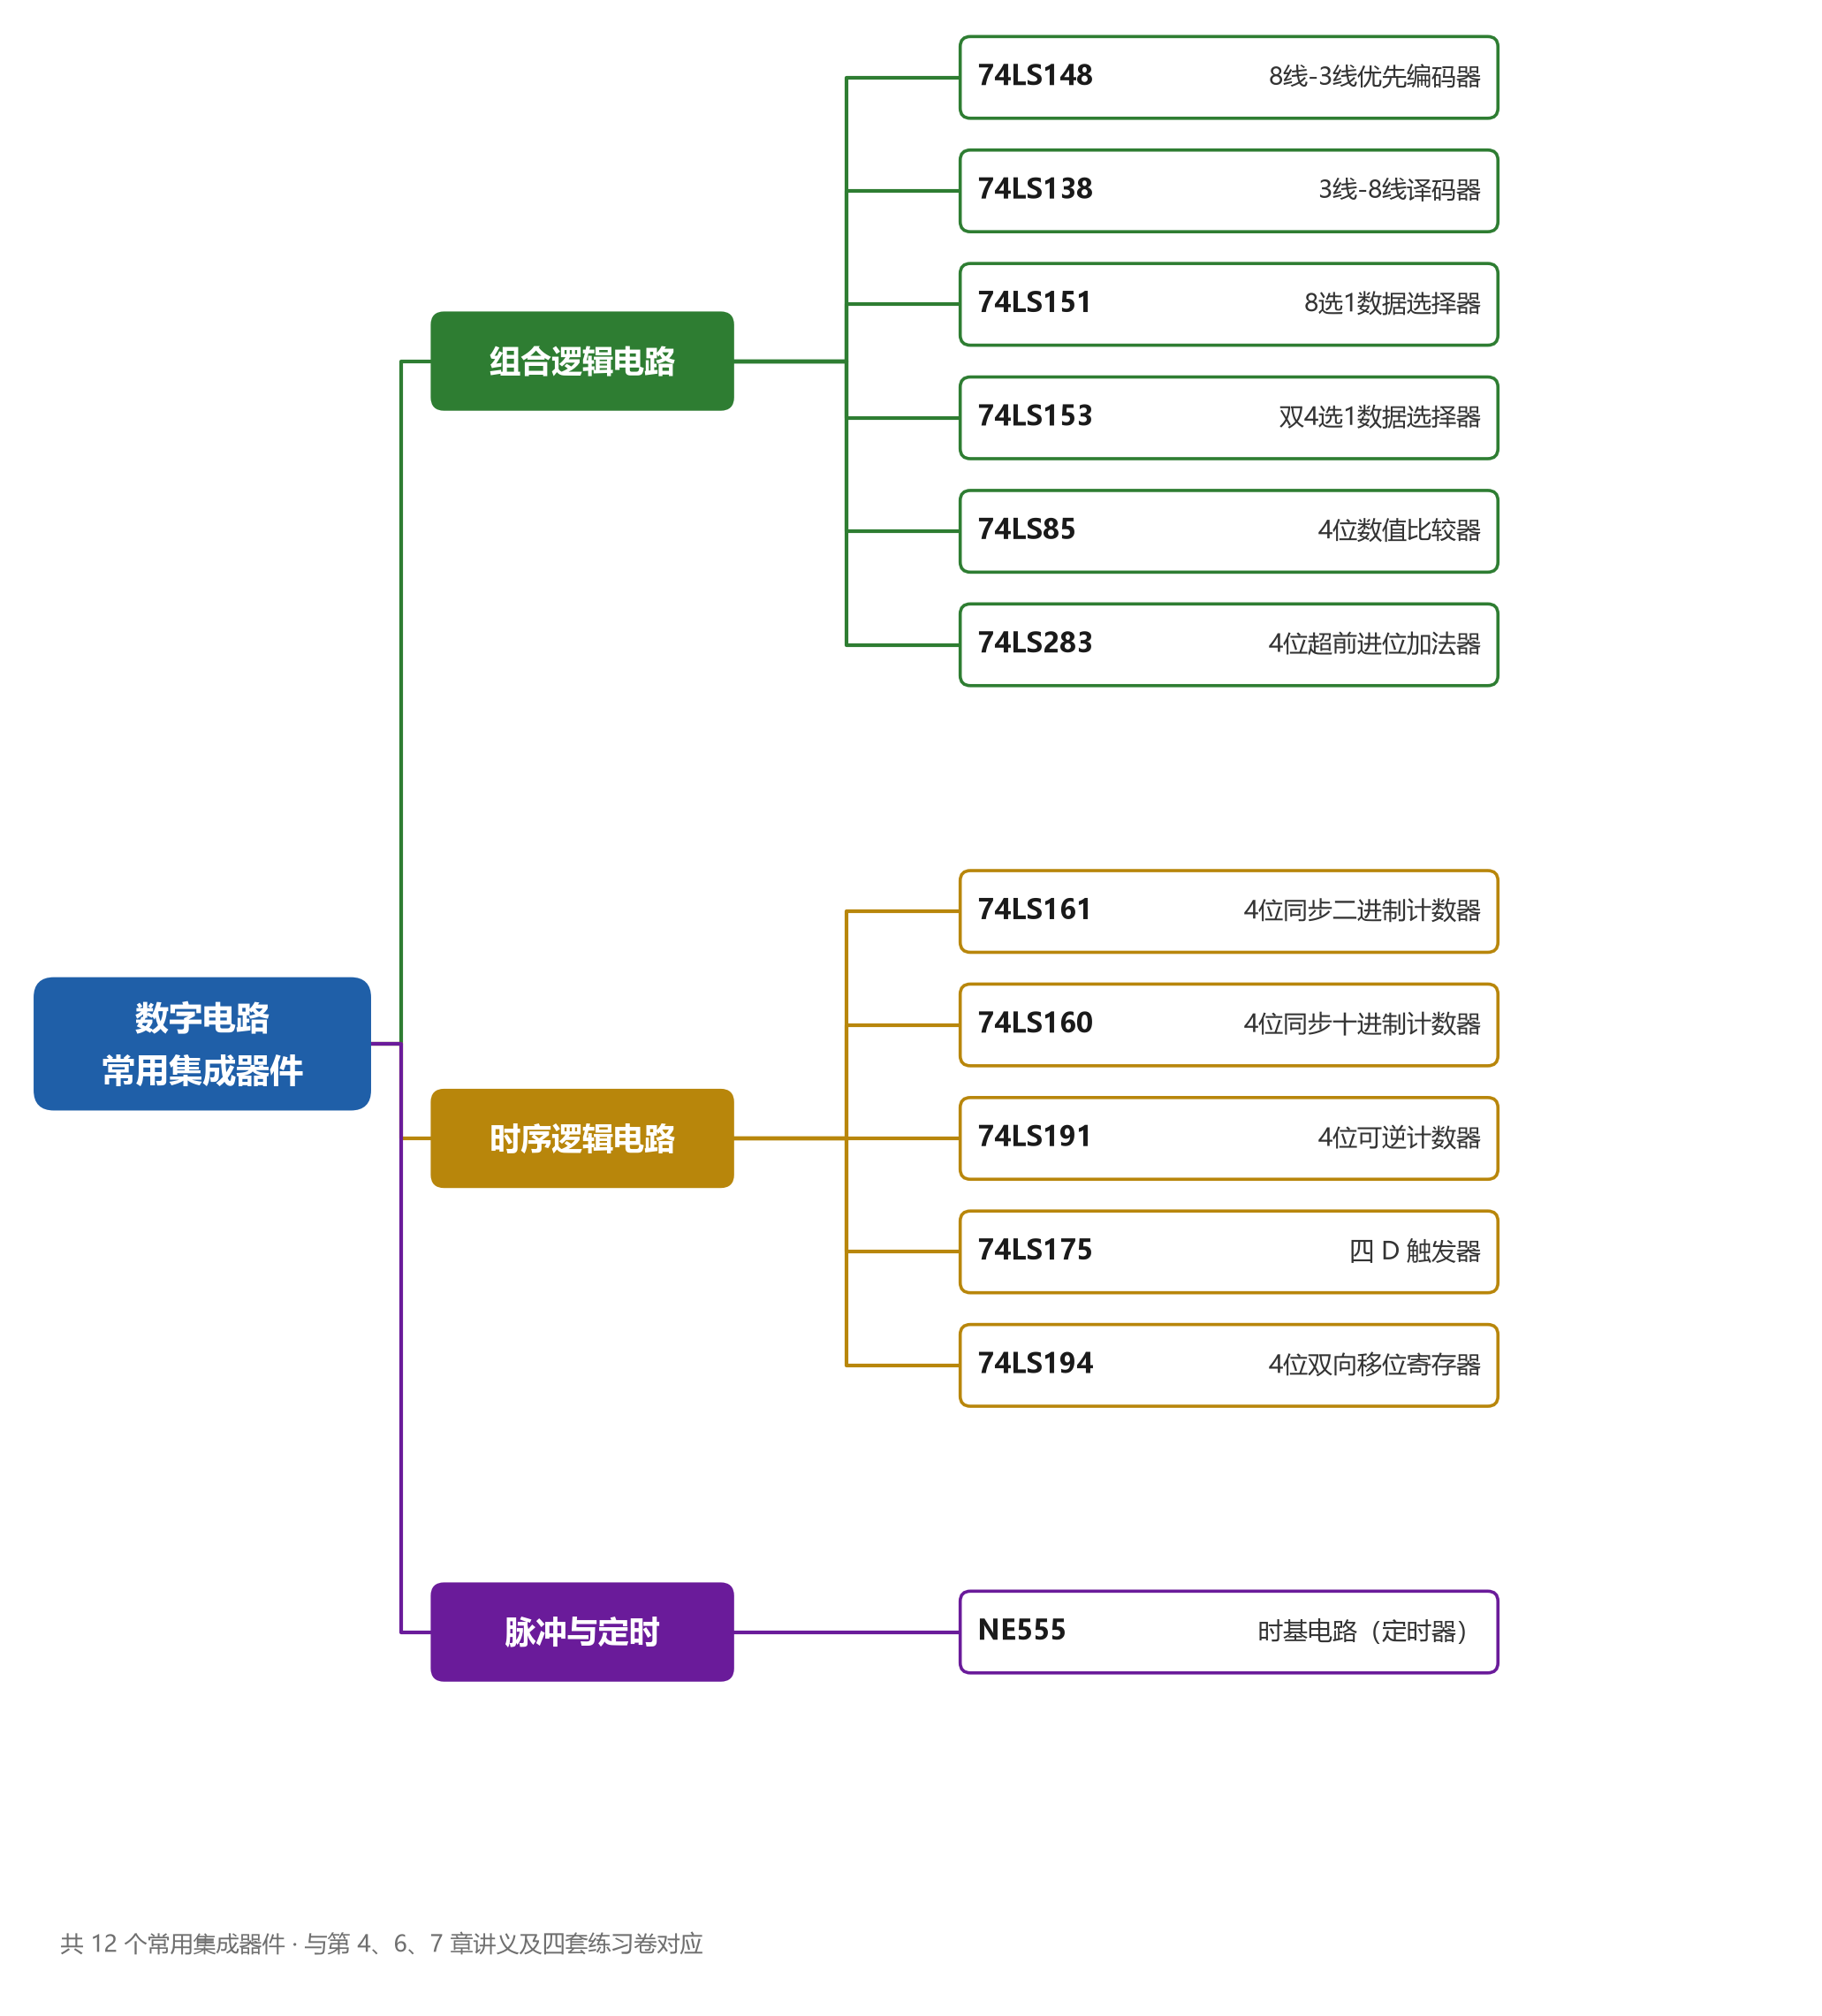 74LS148 8线-3线优先编码器
74LS138 3线-8线译码器
74LS151 8选1数据选择器
组合逻辑电路
74LS153 双4选1数据选择器
74LS85 4位数值比较器
74LS283 4位超前进位加法器
74LS161 4位同步二进制计数器
数字电路
常用集成器件
74LS160 4位同步十进制计数器
时序逻辑电路
74LS191 4位可逆计数器
74LS175 四 D 触发器
74LS194 4位双向移位寄存器
脉冲与定时
NE555 时基电路（定时器）
共 12 个常用集成器件 · 与第 4、6、7 章讲义及四套练习卷对应